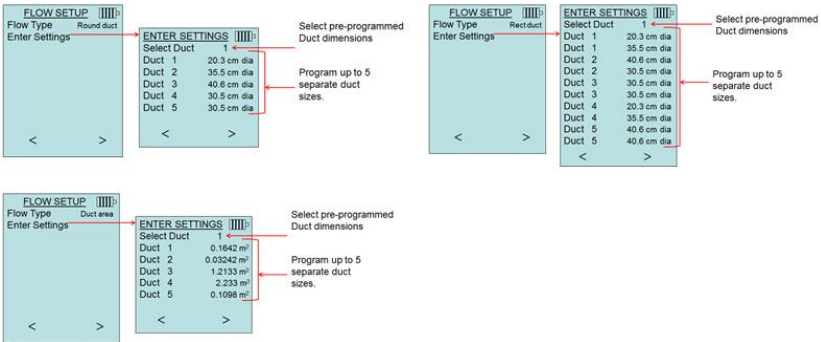 FLOW SETUP
Flow Type Round duct
Enter Settings
< >
ENTER SETTINGS
Select Duct 1
Duct 1 20.3 cm dia
Duct 2 35.5 cm dia
Duct 3 40.6 cm dia
Duct 4 30.5 cm dia
Duct 5 30.5 cm dia
< >
Select pre-programmed
Duct dimensions
Program up to 5
separate duct
sizes.
FLOW SETUP
Flow Type Rect duct
Enter Settings
< >
ENTER SETTINGS
Select Duct 1
Duct 1 20.3 cm dia
Duct 1 35.5 cm dia
Duct 2 40.6 cm dia
Duct 2 30.5 cm dia
Duct 3 30.5 cm dia
Duct 3 30.5 cm dia
Duct 4 20.3 cm dia
Duct 4 35.5 cm dia
Duct 5 40.6 cm dia
Duct 5 40.6 cm dia
< >
Select pre-programmed
Duct dimensions
Program up to 5
separate duct
sizes.
FLOW SETUP
Flow Type Duct area
Enter Settings
< >
ENTER SETTINGS
Select Duct 1
Duct 1 0.1642 m²
Duct 2 0.03242 m²
Duct 3 1.2133 m²
Duct 4 2.233 m²
Duct 5 0.1098 m²
< >
Select pre-programmed
Duct dimensions
Program up to 5
separate duct
sizes.